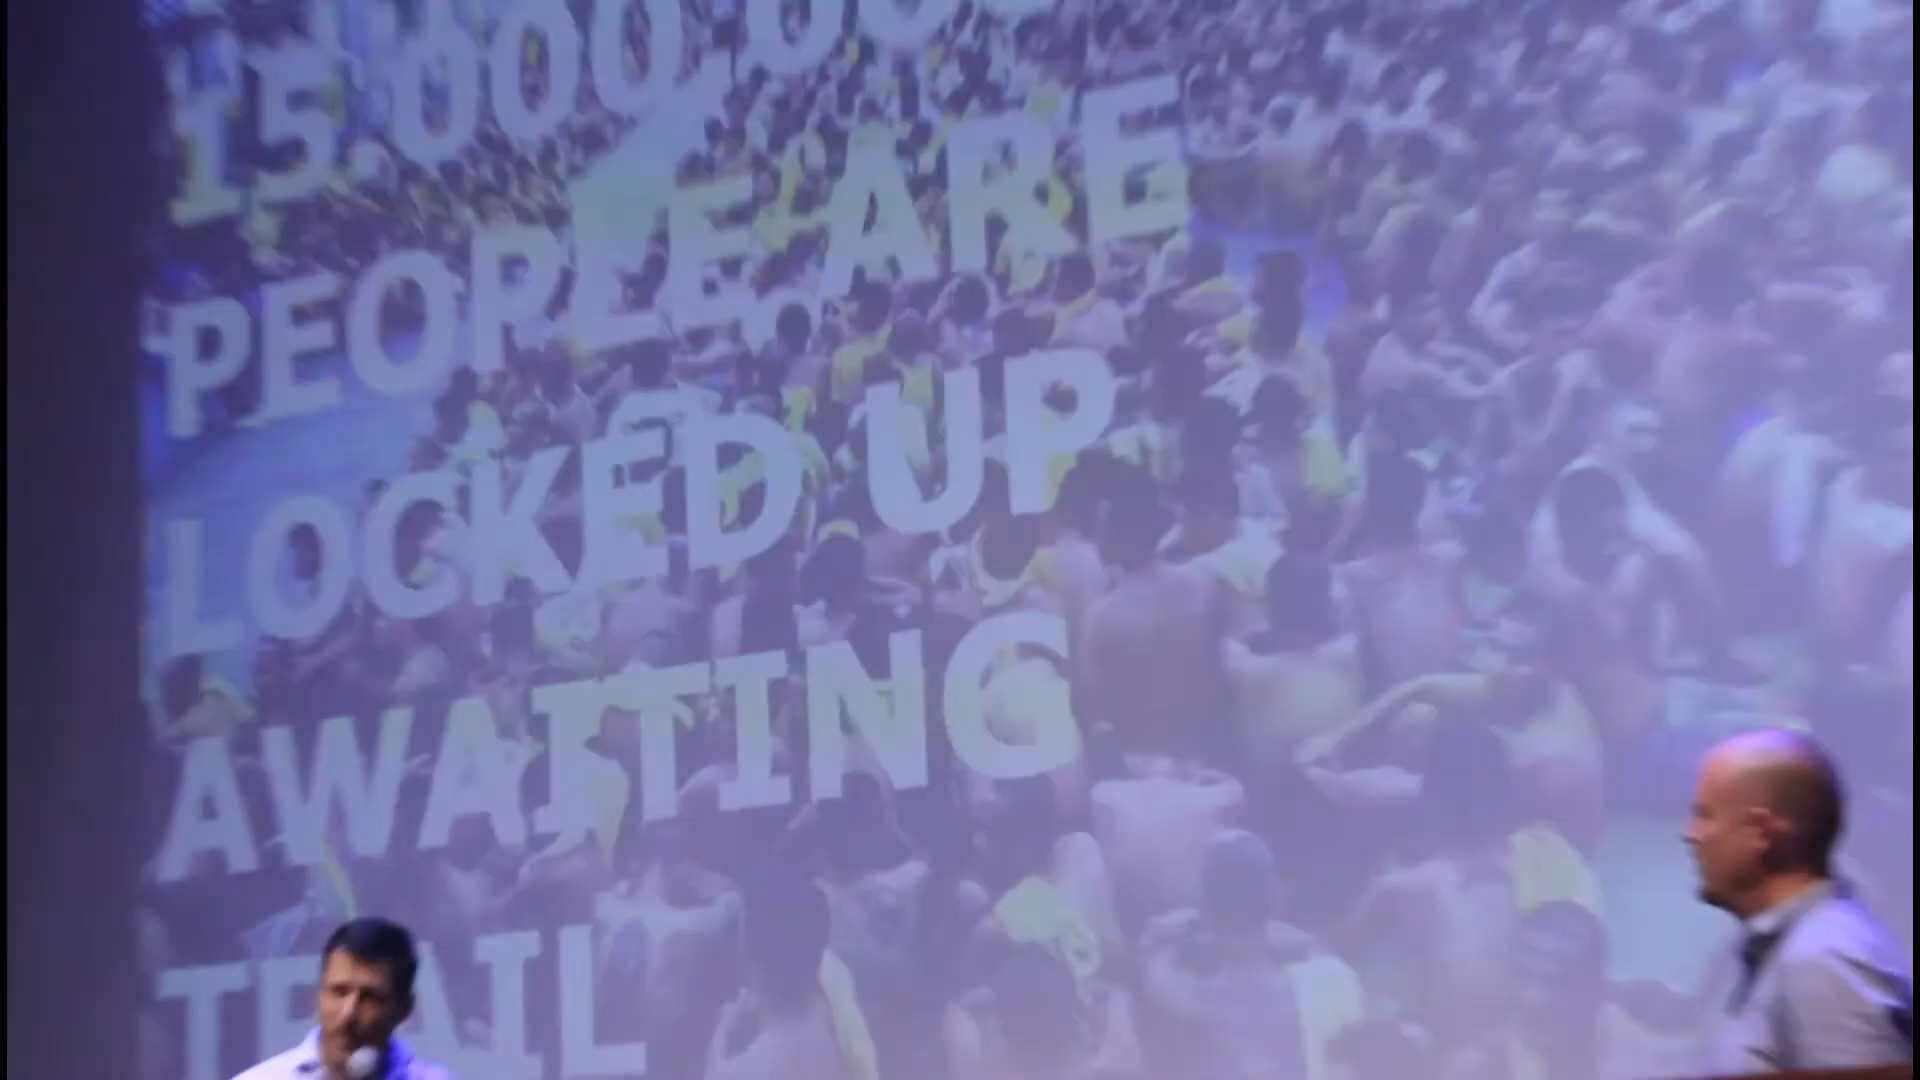 15.000.00
PEOPLE ARE
LOCKED UP
AWAITING
TRAIL